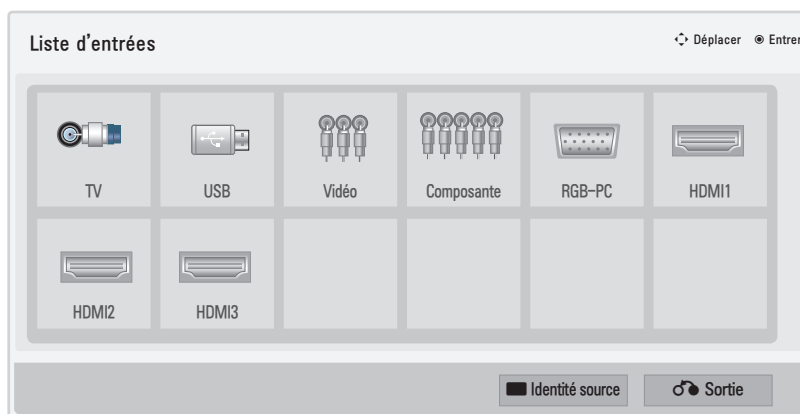 Liste d'entrées
Déplacer Entrer
TV USB Vidéo Composante RGB-PC HDMI1
HDMI2 HDMI3
Identité source Sortie